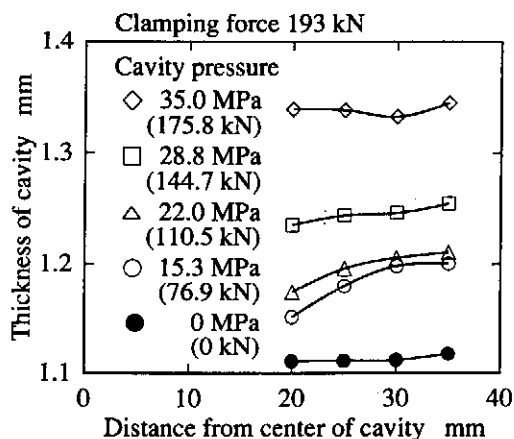 Clamping force 193 kN
1.4
1.3
1.2
1.1
Thickness of cavity mm
Cavity pressure
35.0 MPa
(175.8 kN)
28.8 MPa
(144.7 kN)
22.0 MPa
(110.5 kN)
15.3 MPa
(76.9 kN)
0 MPa
(0 kN)
0 10 20 30 40
Distance from center of cavity mm